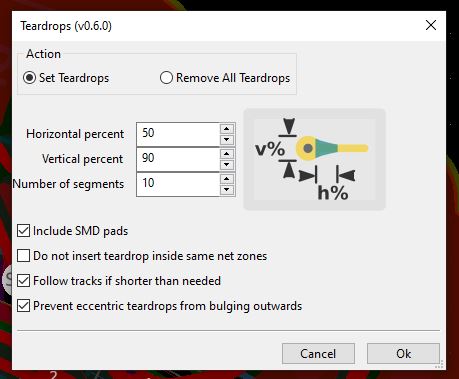 Teardrops (v0.6.0)
Action
Set Teardrops
Remove All Teardrops
Horizontal percent 50
Vertical percent 90
Number of segments 10
v%
h%
Include SMD pads
Do not insert teardrop inside same net zones
Follow tracks if shorter than needed
Prevent eccentric teardrops from bulging outwards
Cancel
Ok
2